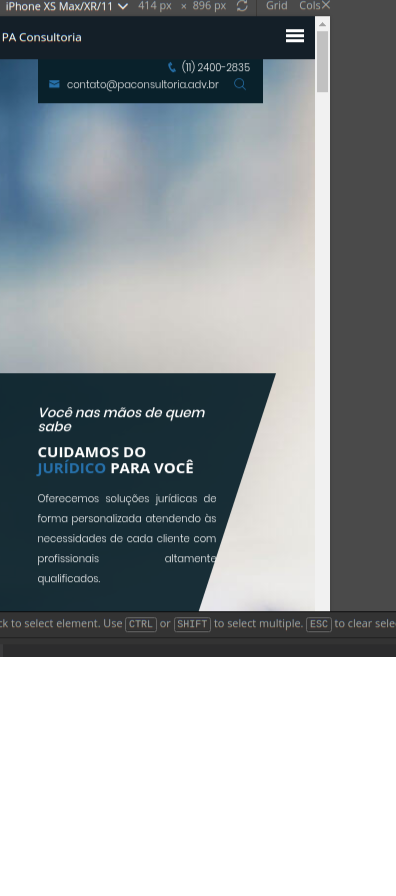 iPhone XS Max/XR/11 414 px × 896 px Grid Cols
PA Consultoria
(11) 2400-2835
contato@paconsultoria.adv.br
Você nas mãos de quem
sabe
CUIDAMOS DO
JURÍDICO PARA VOCÊ
Oferecemos soluções jurídicas de
forma personalizada atendendo às
necessidades de cada cliente com
profissionais altamente
qualificados.
to select element. Use CTRL or SHIFT to select multiple. ESC to clear